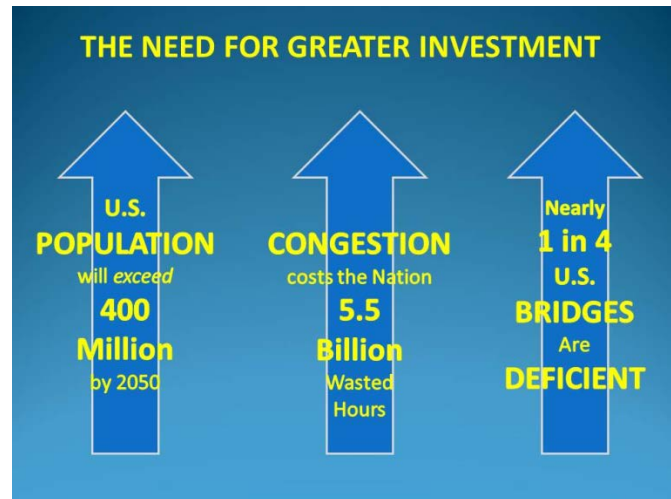 THE NEED FOR GREATER INVESTMENT
U.S.
POPULATION
will exceed
400
Million
by 2050
CONGESTION
costs the Nation
5.5
Billion
Wasted
Hours
Nearly
1 in 4
U.S.
BRIDGES
Are
DEFICIENT